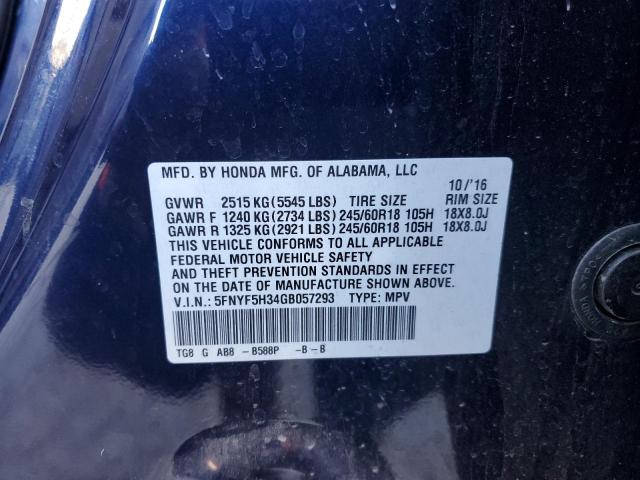 MFD. BY HONDA MFG. OF ALABAMA, LLC
10/'16
GVWR 2515 KG (5545 LBS) TIRE SIZE RIM SIZE
GAWR F 1240 KG (2734 LBS) 245/60R18 105H 18X8.0J
GAWR R 1325 KG (2921 LBS) 245/60R18 105H 18X8.0J
THIS VEHICLE CONFORMS TO ALL APPLICABLE
FEDERAL MOTOR VEHICLE SAFETY
AND THEFT PREVENTION STANDARDS IN EFFECT
ON THE DATE OF MANUFACTURE SHOWN ABOVE.
V.I.N.: 5FNYF5H34GB057293 TYPE: MPV
TG8 G AB8 - B588P -B-B